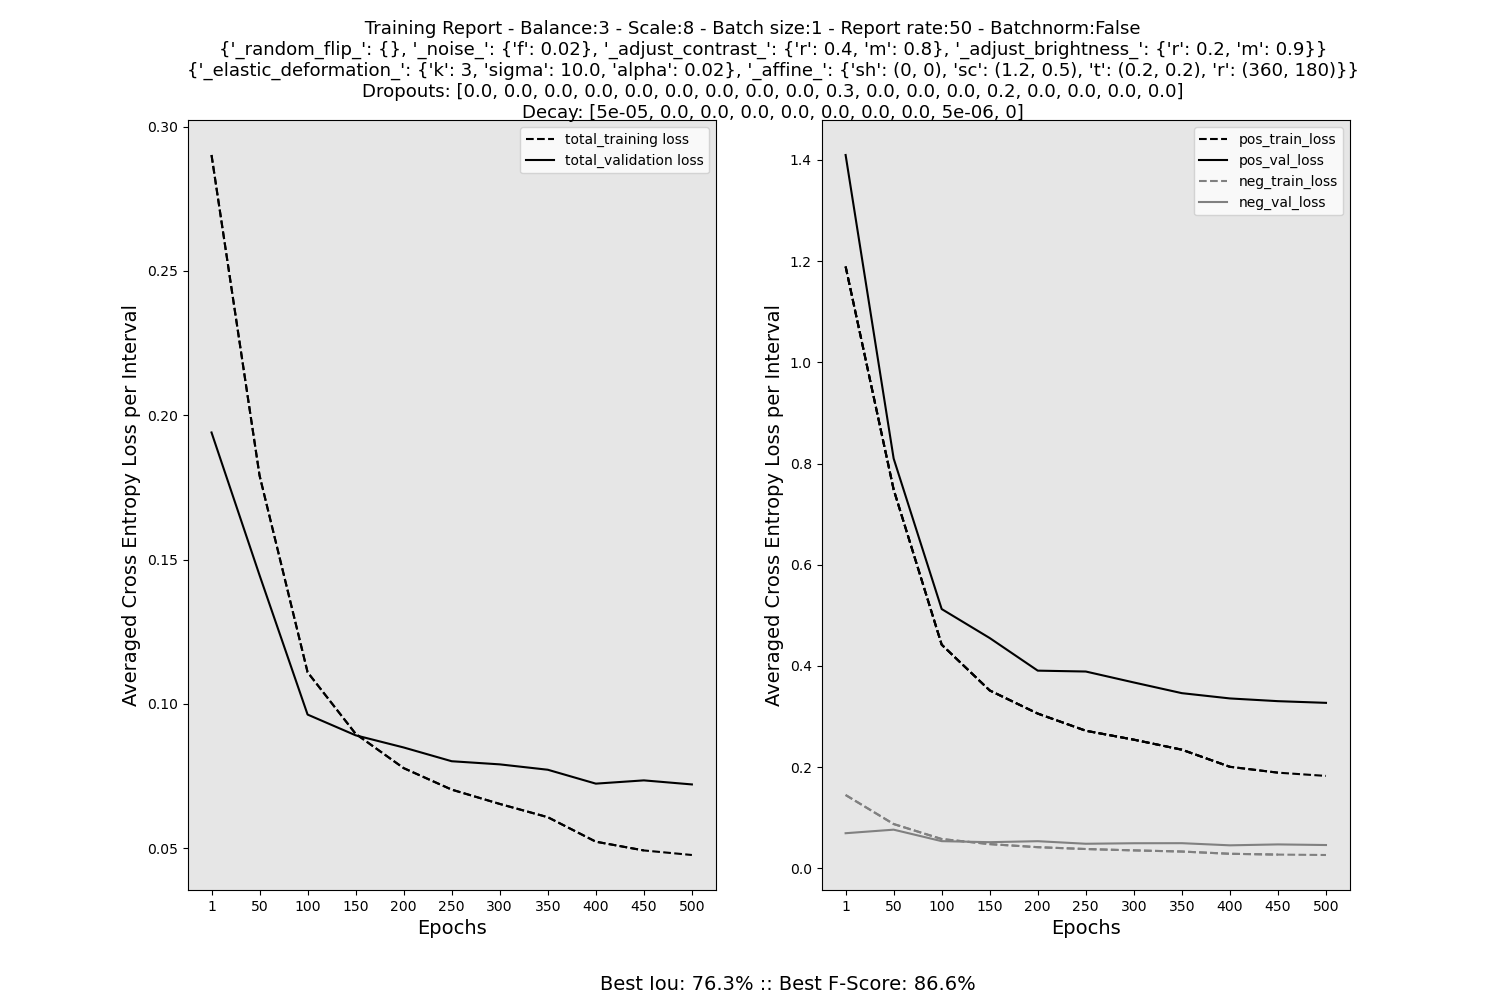 Training Report - Balance:3 - Scale:8 - Batch size:1 - Report rate:50 - Batchnorm:False
{'_random_flip_': {}, '_noise_': {'f': 0.02}, '_adjust_contrast_': {'r': 0.4, 'm': 0.8}, '_adjust_brightness_': {'r': 0.2, 'm': 0.9}}
{'_elastic_deformation_': {'k': 3, 'sigma': 10.0, 'alpha': 0.02}, '_affine_': {'sh': (0, 0), 'sc': (1.2, 0.5), 't': (0.2, 0.2), 'r': (360, 180)}}
Dropouts: [0.0, 0.0, 0.0, 0.0, 0.0, 0.0, 0.0, 0.0, 0.0, 0.3, 0.0, 0.0, 0.0, 0.2, 0.0, 0.0, 0.0, 0.0]
Decay: [5e-05, 0.0, 0.0, 0.0, 0.0, 0.0, 0.0, 0.0, 5e-06, 0]
Averaged Cross Entropy Loss per Interval
0.30
0.25
0.20
0.15
0.10
0.05
total_training loss
total_validation loss
1 50 100 150 200 250 300 350 400 450 500
Epochs
Averaged Cross Entropy Loss per Interval
1.4
1.2
1.0
0.8
0.6
0.4
0.2
0.0
pos_train_loss
pos_val_loss
neg_train_loss
neg_val_loss
1 50 100 150 200 250 300 350 400 450 500
Epochs
Best Iou: 76.3% :: Best F-Score: 86.6%